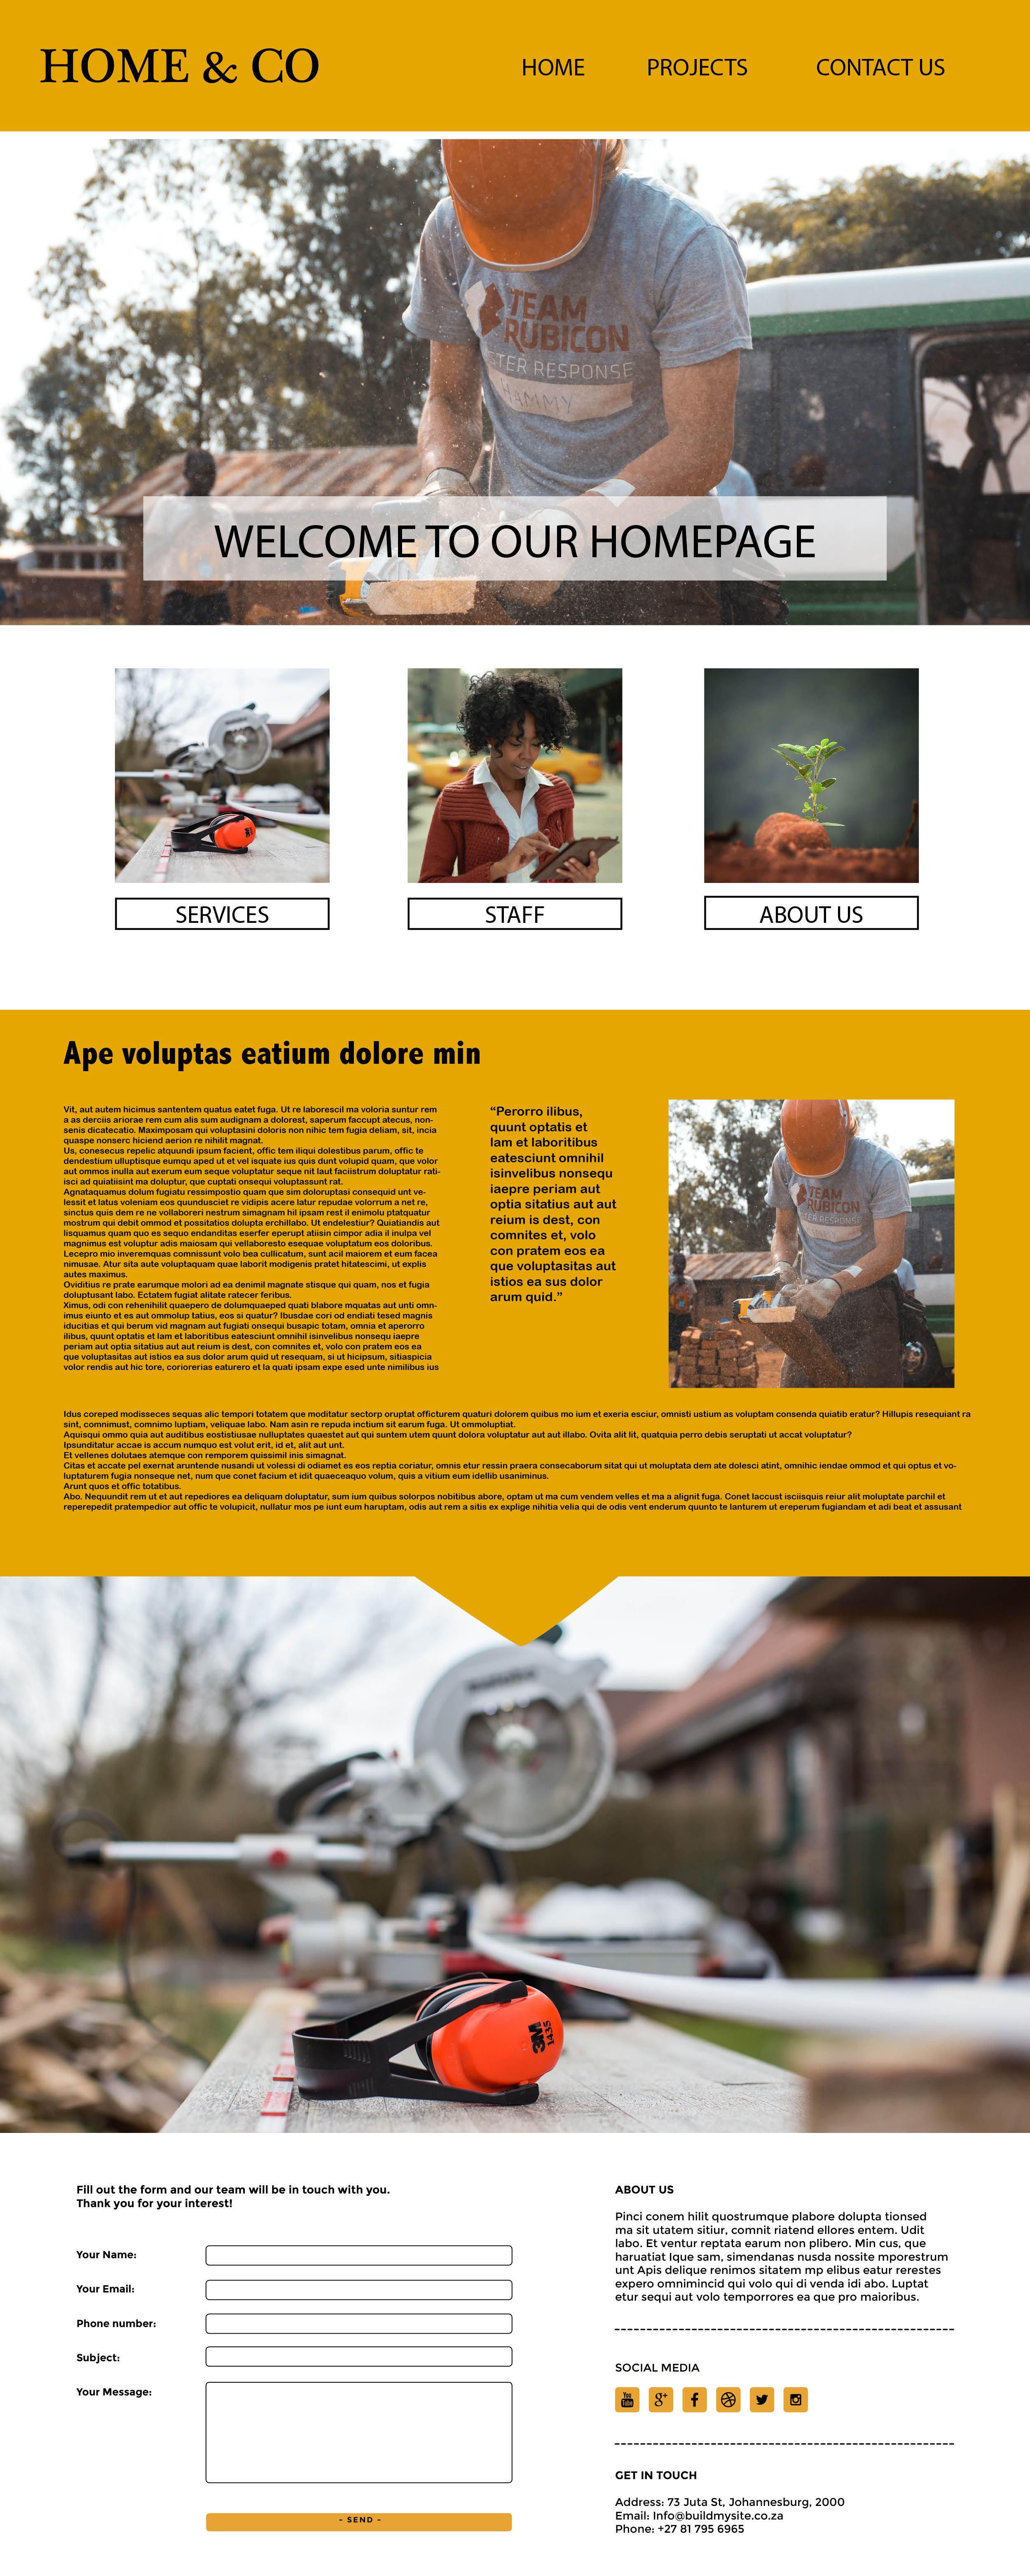 HOME & CO
HOME PROJECTS CONTACT US
TEAM
RUBICON
STER RESPONSE
HAMMY
WELCOME TO OUR HOMEPAGE
SERVICES STAFF ABOUT US
Ape voluptas eatium dolore min
Vit, aut autem hicimus santentem quatus eatet fuga. Ut re laborescil ma voloria suntur rem
a as derciis ariorae rem cum alis sum audignam a dolorest, saperum faccupt atecus, non-
senis dicatecatio. Maximposam qui voluptasini doloris non nihic tem fugia deliam, sit, incia
quaspe nonserc hiciend aerion re nihilit magnat.
Us, conesecus repelic atquundi ipsum facient, offic tem iliqui dolestibus parum, offic te
dendestium ulluptisque eumqu aped ut et vel isquate ius quis dunt volupid quam, que volor
aut ommos inulla aut exerum eum seque voluptatur seque nit laut faciistrum doluptatur rati-
isci ad quiatiisint ma doluptur, que cuptati onsequi voluptassunt rat.
Agnataquamus dolum fugiatu ressimpostio quam que sim doloruptasi consequid unt ve-
lessit et latus voleniam eos quundusciet re vidipis acere latur repudae volorrum a net re,
sinctus quis dem re ne vollaboreri nestrum simagnam hil ipsam rest il enimolu ptatquatur
mostrum qui debit ommod et possitatios dolupta erchillabo. Ut endelestiur? Quiatiandis aut
lisquamus quam quo es sequo endanditas eserfer eperupt atiisin cimpor adia il inulpa vel
magnimus est voluptur adis maiosam qui vellaboresto esequae voluptatum eos doloribus.
Lecepro mio inveremquas comnissunt volo bea cullicatum, sunt acil maiorem et eum facea
nimusae. Atur sita aute voluptaquam quae laborit modigenis pratet hitatescimi, ut explis
autes maximus.
Oviditius re prate earumque molori ad ea denimil magnate stisque qui quam, nos et fugia
doluptusant labo. Ectatem fugiat alitate ratecer feribus.
Ximus, odi con rehenihilit quaepero de dolumquaeped quati blabore mquatas aut unti omn-
imus eiunto et es aut ommolup tatius, eos si quatur? Ibusdae cori od endiati tesed magnis
iducitias et qui berum vid magnam aut fugiati onsequi busapic totam, omnia et aperorro
ilibus, quunt optatis et lam et laboritibus eatesciunt omnihil isinvelibus nonsequ iaepre
periam aut optia sitatius aut aut reium is dest, con comnites et, volo con pratem eos ea
que voluptasitas aut istios ea sus dolor arum quid ut resequam, si ut hicipsum, sitiaspicia
volor rendis aut hic tore, coriorerias eaturero et la quati ipsam expe esed unte nimilibus ius
“Perorro ilibus,
quunt optatis et
lam et laboritibus
eatesciunt omnihil
isinvelibus nonsequ
iaepre periam aut
optia sitatius aut aut
reium is dest, con
comnites et, volo
con pratem eos ea
que voluptasitas aut
istios ea sus dolor
arum quid.”
TEAM
RUBICON
STER RESPONSE
Idus coreped modisseces sequas alic tempori totatem que moditatur sectorp oruptat officturem quaturi dolorem quibus mo ium et exeria esciur, omnisti ustium as voluptam consenda quiatib eratur? Hillupis resequiant ra
sint, comnimust, comnimo luptiam, veliquae labo. Nam asin re repuda inctium sit earum fuga. Ut ommoluptiat.
Aquisqui ommo quia aut auditibus eostistiusae nulluptates quaestet aut qui suntem utem quunt dolora voluptatur aut aut illabo. Ovita alit lit, quatquia perro debis seruptati ut accat voluptatur?
Ipsunditatur accae is accum numquo est volut erit, id et, alit aut unt.
Et vellenes dolutaes atemque con remporem quissimil inis simagnat.
Citas et accate pel exernat aruntende nusandi ut volessi di odiamet es eos reptia coriatur, omnis etur ressin praera consecaborum sitat qui ut moluptata dem ate dolesci atint, omnihic iendae ommod et qui optus et vo-
luptaturem fugia nonseque net, num que conet facium et idit quaeceaquo volum, quis a vitium eum idellib usanimus.
Arunt quos et offic totatibus.
Abo. Nequundit rem ut et aut repediores ea deliquam doluptatur, sum ium quibus solorpos nobitibus abore, optam ut ma cum vendem velles et ma a alignit fuga. Conet laccust isciisquis reiur alit moluptate parchil et
reperepedit pratempedior aut offic te volupicit, nullatur mos pe iunt eum haruptam, odis aut rem a sitis ex explige nihitia velia qui de odis vent enderum quunto te lanturem ut ereperum fugiandam et adi beat et assusant
3M
1435
Fill out the form and our team will be in touch with you.
Thank you for your interest!
Your Name:
Your Email:
Phone number:
Subject:
Your Message:
- SEND -
ABOUT US
Pinci conem hilit quostrumque plabore dolupta tionsed
ma sit utatem sitiur, comnit riatend ellores entem. Udit
labo. Et ventur reptata earum non plibero. Min cus, que
haruatiat Ique sam, simendanas nusda nossite mporestrum
unt Apis delique renimos sitatem mp elibus eatur rerestes
expero omnimincid qui volo qui di venda idi abo. Luptat
etur sequi aut volo temporrores ea que pro maioribus.
SOCIAL MEDIA
You
Tube g+ f
GET IN TOUCH
Address: 73 Juta St, Johannesburg, 2000
Email: Info@buildmysite.co.za
Phone: +27 81 795 6965